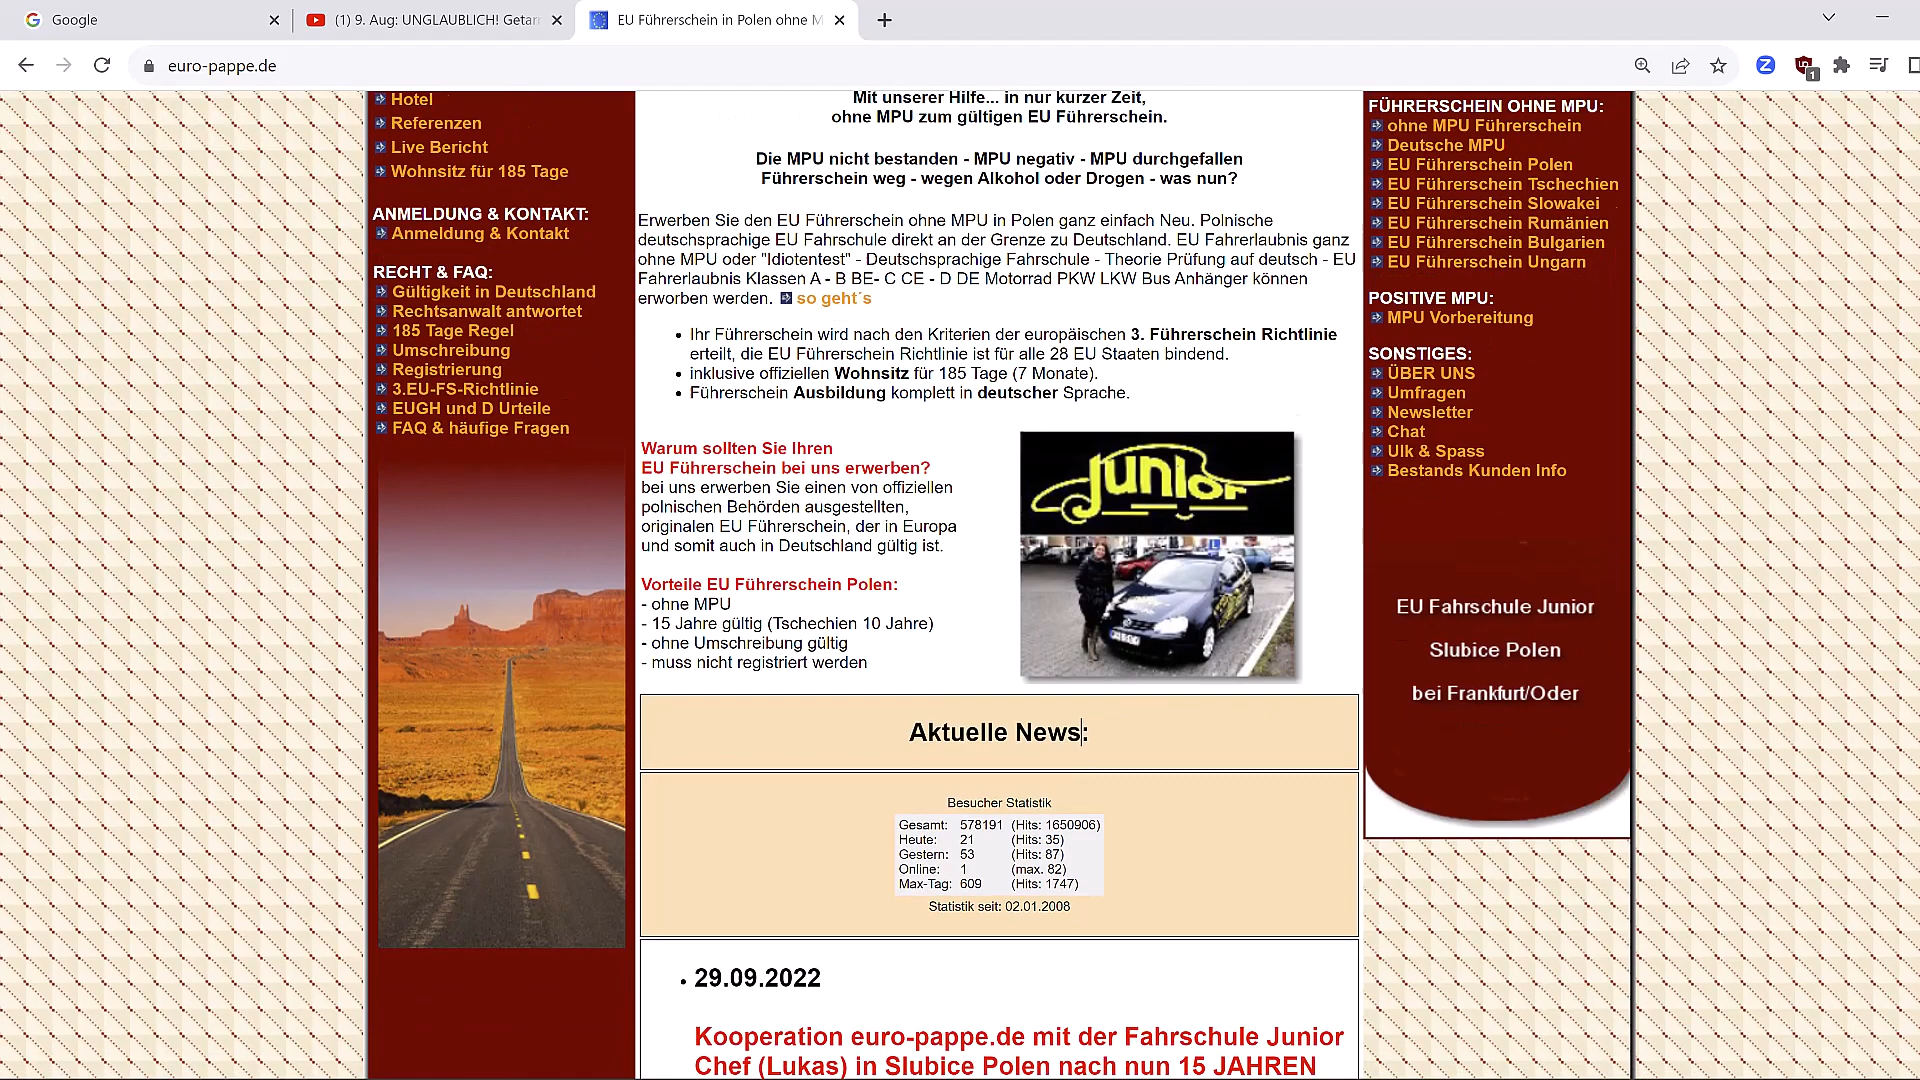 Google
(1) 9. Aug: UNGLAUBLICH! Getar
EU Führerschein in Polen ohne M
euro-pappe.de
1
Hotel
Referenzen
Live Bericht
Wohnsitz für 185 Tage
ANMELDUNG & KONTAKT:
Anmeldung & Kontakt
RECHT & FAQ:
Gültigkeit in Deutschland
Rechtsanwalt antwortet
185 Tage Regel
Umschreibung
Registrierung
3.EU-FS-Richtlinie
EUGH und D Urteile
FAQ & häufige Fragen
Mit unserer Hilfe... in nur kurzer Zeit,
ohne MPU zum gültigen EU Führerschein.
Die MPU nicht bestanden - MPU negativ - MPU durchgefallen
Führerschein weg - wegen Alkohol oder Drogen - was nun?
Erwerben Sie den EU Führerschein ohne MPU in Polen ganz einfach Neu. Polnische
deutschsprachige EU Fahrschule direkt an der Grenze zu Deutschland. EU Fahrerlaubnis ganz
ohne MPU oder "Idiotentest" - Deutschsprachige Fahrschule - Theorie Prüfung auf deutsch - EU
Fahrerlaubnis Klassen A - B BE- C CE - D DE Motorrad PKW LKW Bus Anhänger können
erworben werden. so geht´s
• Ihr Führerschein wird nach den Kriterien der europäischen 3. Führerschein Richtlinie
erteilt, die EU Führerschein Richtlinie ist für alle 28 EU Staaten bindend.
• inklusive offiziellen Wohnsitz für 185 Tage (7 Monate).
• Führerschein Ausbildung komplett in deutscher Sprache.
Warum sollten Sie Ihren
EU Führerschein bei uns erwerben?
bei uns erwerben Sie einen von offiziellen
polnischen Behörden ausgestellten,
originalen EU Führerschein, der in Europa
und somit auch in Deutschland gültig ist.
Vorteile EU Führerschein Polen:
- ohne MPU
- 15 Jahre gültig (Tschechien 10 Jahre)
- ohne Umschreibung gültig
- muss nicht registriert werden
Junior
L
Aktuelle News:
Besucher Statistik
Gesamt: 578191 (Hits: 1650906)
Heute: 21 (Hits: 35)
Gestern: 53 (Hits: 87)
Online: 1 (max. 82)
Max-Tag: 609 (Hits: 1747)
Statistik seit: 02.01.2008
• 29.09.2022
Kooperation euro-pappe.de mit der Fahrschule Junior
Chef (Lukas) in Slubice Polen nach nun 15 JAHREN
FÜHRERSCHEIN OHNE MPU:
ohne MPU Führerschein
Deutsche MPU
EU Führerschein Polen
EU Führerschein Tschechien
EU Führerschein Slowakei
EU Führerschein Rumänien
EU Führerschein Bulgarien
EU Führerschein Ungarn
POSITIVE MPU:
MPU Vorbereitung
SONSTIGES:
ÜBER UNS
Umfragen
Newsletter
Chat
Ulk & Spass
Bestands Kunden Info
EU Fahrschule Junior
Slubice Polen
bei Frankfurt/Oder